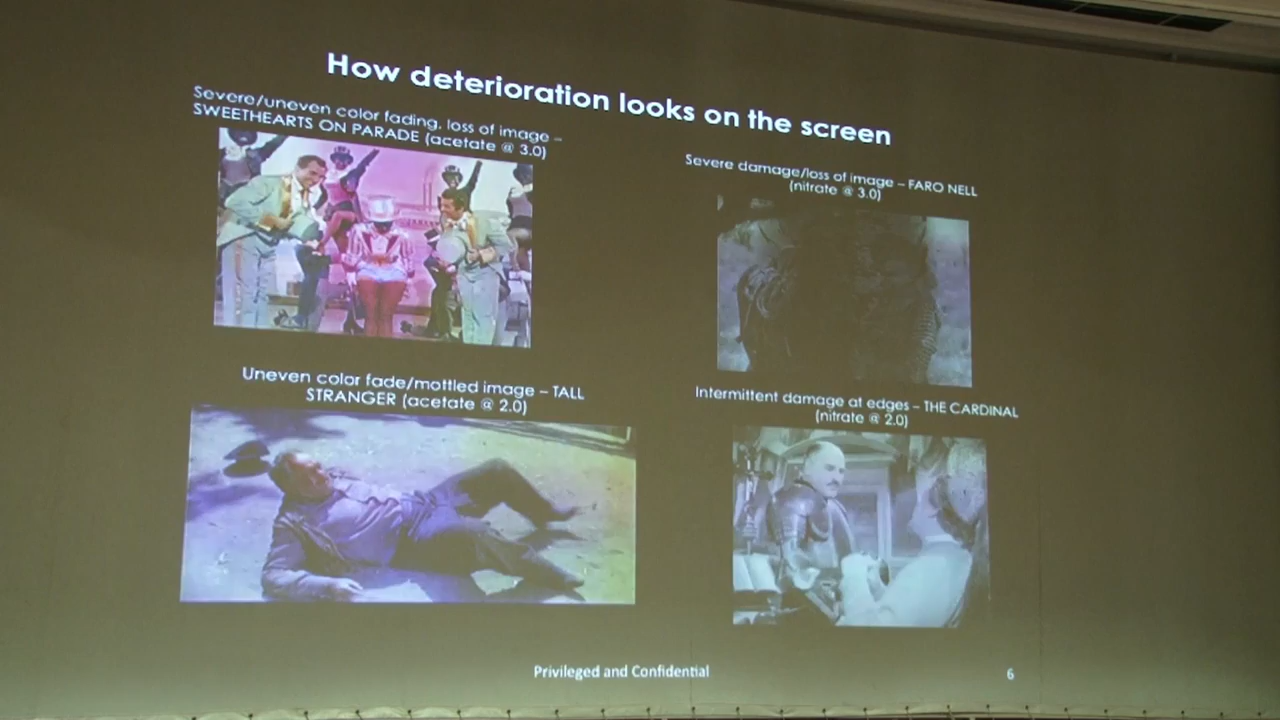 How deterioration looks on the screen
Severe/uneven color fading, loss of image –
SWEETHEARTS ON PARADE (acetate @ 3.0)
Severe damage/loss of image – FARO NELL
(nitrate @ 3.0)
Uneven color fade/mottled image – TALL
STRANGER (acetate @ 2.0)
Intermittent damage at edges – THE CARDINAL
(nitrate @ 2.0)
Privileged and Confidential
6